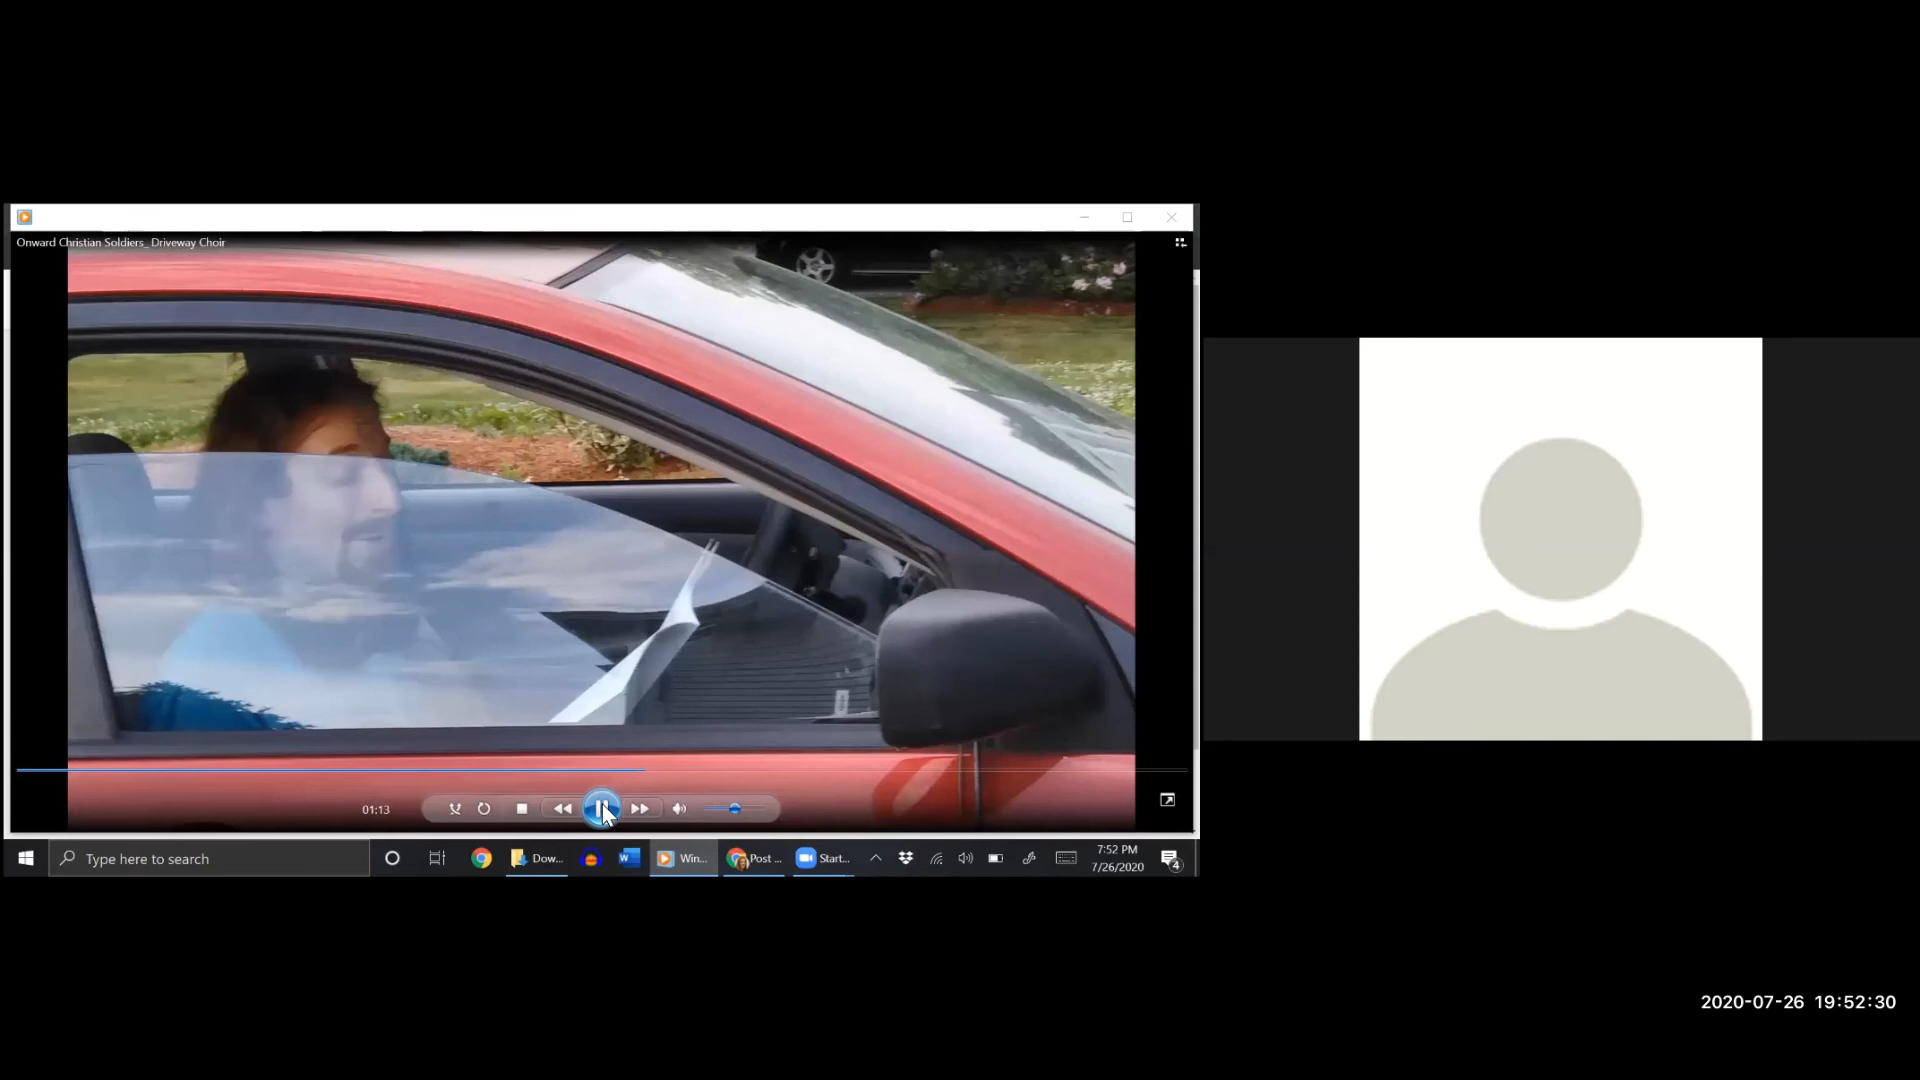 Onward Christian Soldiers_ Driveway Choir
01:13
Type here to search
Dow...
Win...
Post ...
Start...
7:52 PM
7/26/2020
4
2020-07-26 19:52:30